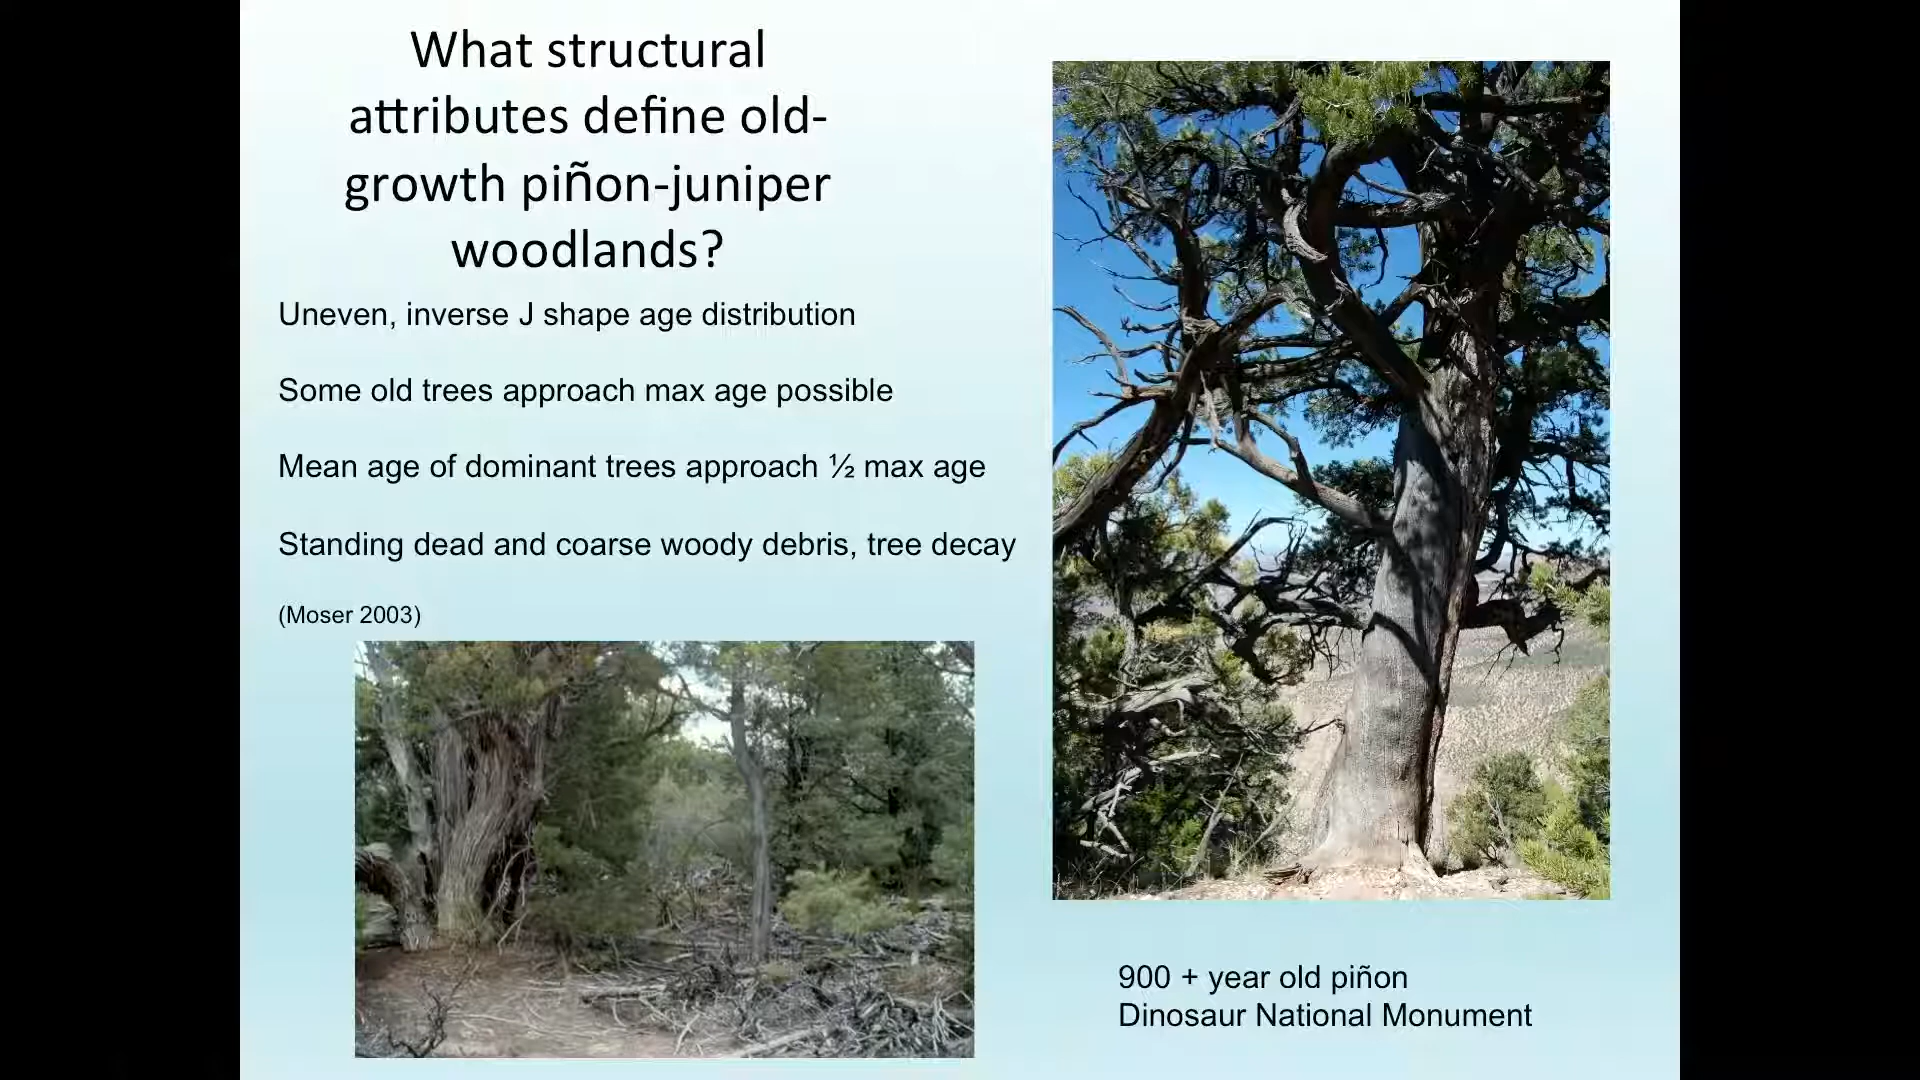 What structural
attributes define old-
growth piñon-juniper
woodlands?
Uneven, inverse J shape age distribution
Some old trees approach max age possible
Mean age of dominant trees approach ½ max age
Standing dead and coarse woody debris, tree decay
(Moser 2003)
900 + year old piñon
Dinosaur National Monument